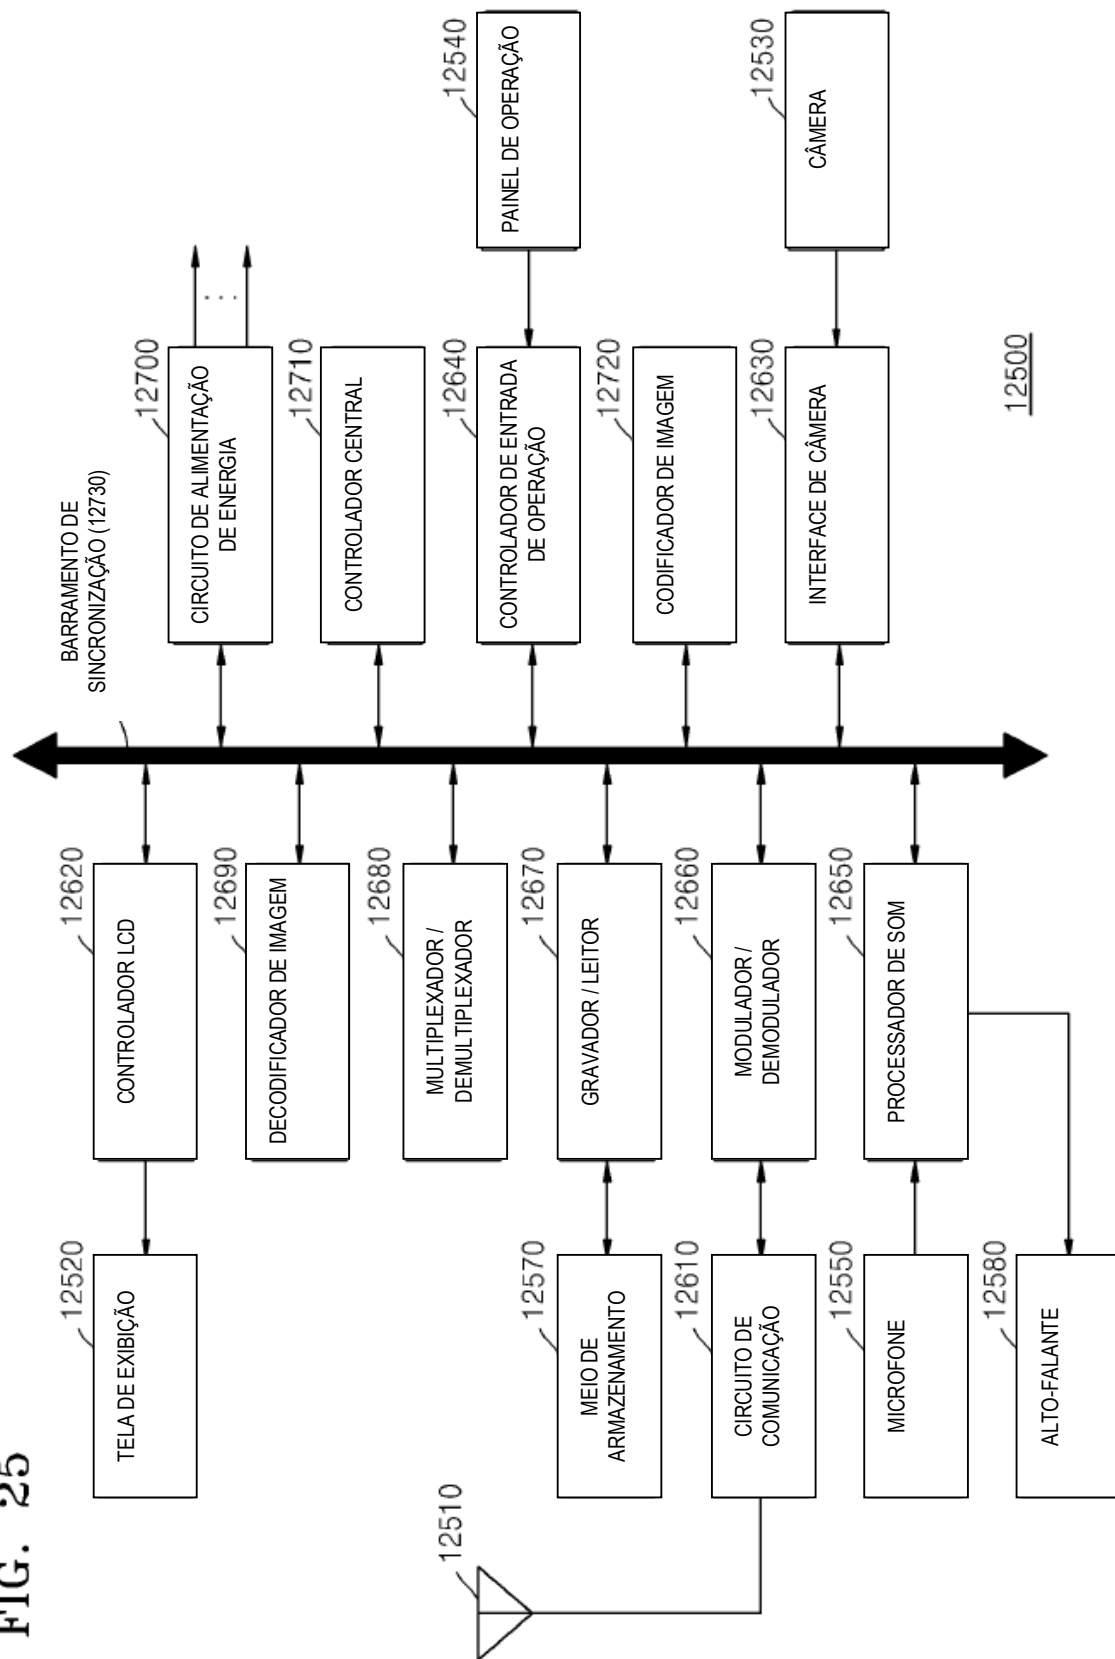 FIG. 25
12510
12520
TELA DE EXIBIÇÃO
12570
MEIO DE
ARMAZENAMENTO
12610
CIRCUITO DE
COMUNICAÇÃO
12550
MICROFONE
12580
ALTO-FALANTE
12620
CONTROLADOR LCD
12690
DECODIFICADOR DE IMAGEM
12680
MULTIPLEXADOR /
DEMULTIPLEXADOR
12670
GRAVADOR / LEITOR
12660
MODULADOR /
DEMODULADOR
12650
PROCESSADOR DE SOM
BARRAMENTO DE
SINCRONIZAÇÃO (12730)
12700
CIRCUITO DE ALIMENTAÇÃO
DE ENERGIA
...
12710
CONTROLADOR CENTRAL
12640
CONTROLADOR DE ENTRADA
DE OPERAÇÃO
12720
CODIFICADOR DE IMAGEM
12630
INTERFACE DE CÂMERA
12540
PAINEL DE OPERAÇÃO
12530
CÂMERA
12500